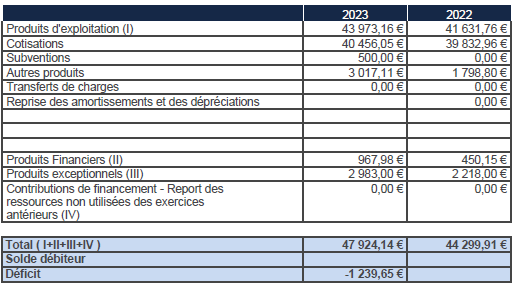 2023 2022
Produits d'exploitation (I) 43 973,16 € 41 631,76 €
Cotisations 40 456,05 € 39 832,96 €
Subventions 500,00 € 0,00 €
Autres produits 3 017,11 € 1 798,80 €
Transferts de charges 0,00 € 0,00 €
Reprise des amortissements et des dépréciations 0,00 €
Produits Financiers (II) 967,98 € 450,15 €
Produits exceptionnels (III) 2 983,00 € 2 218,00 €
Contributions de financement - Report des 0,00 € 0,00 €
ressources non utilisées des exercices
antérieurs (IV)
Total ( I+II+III+IV ) 47 924,14 € 44 299,91 €
Solde débiteur
Déficit -1 239,65 €